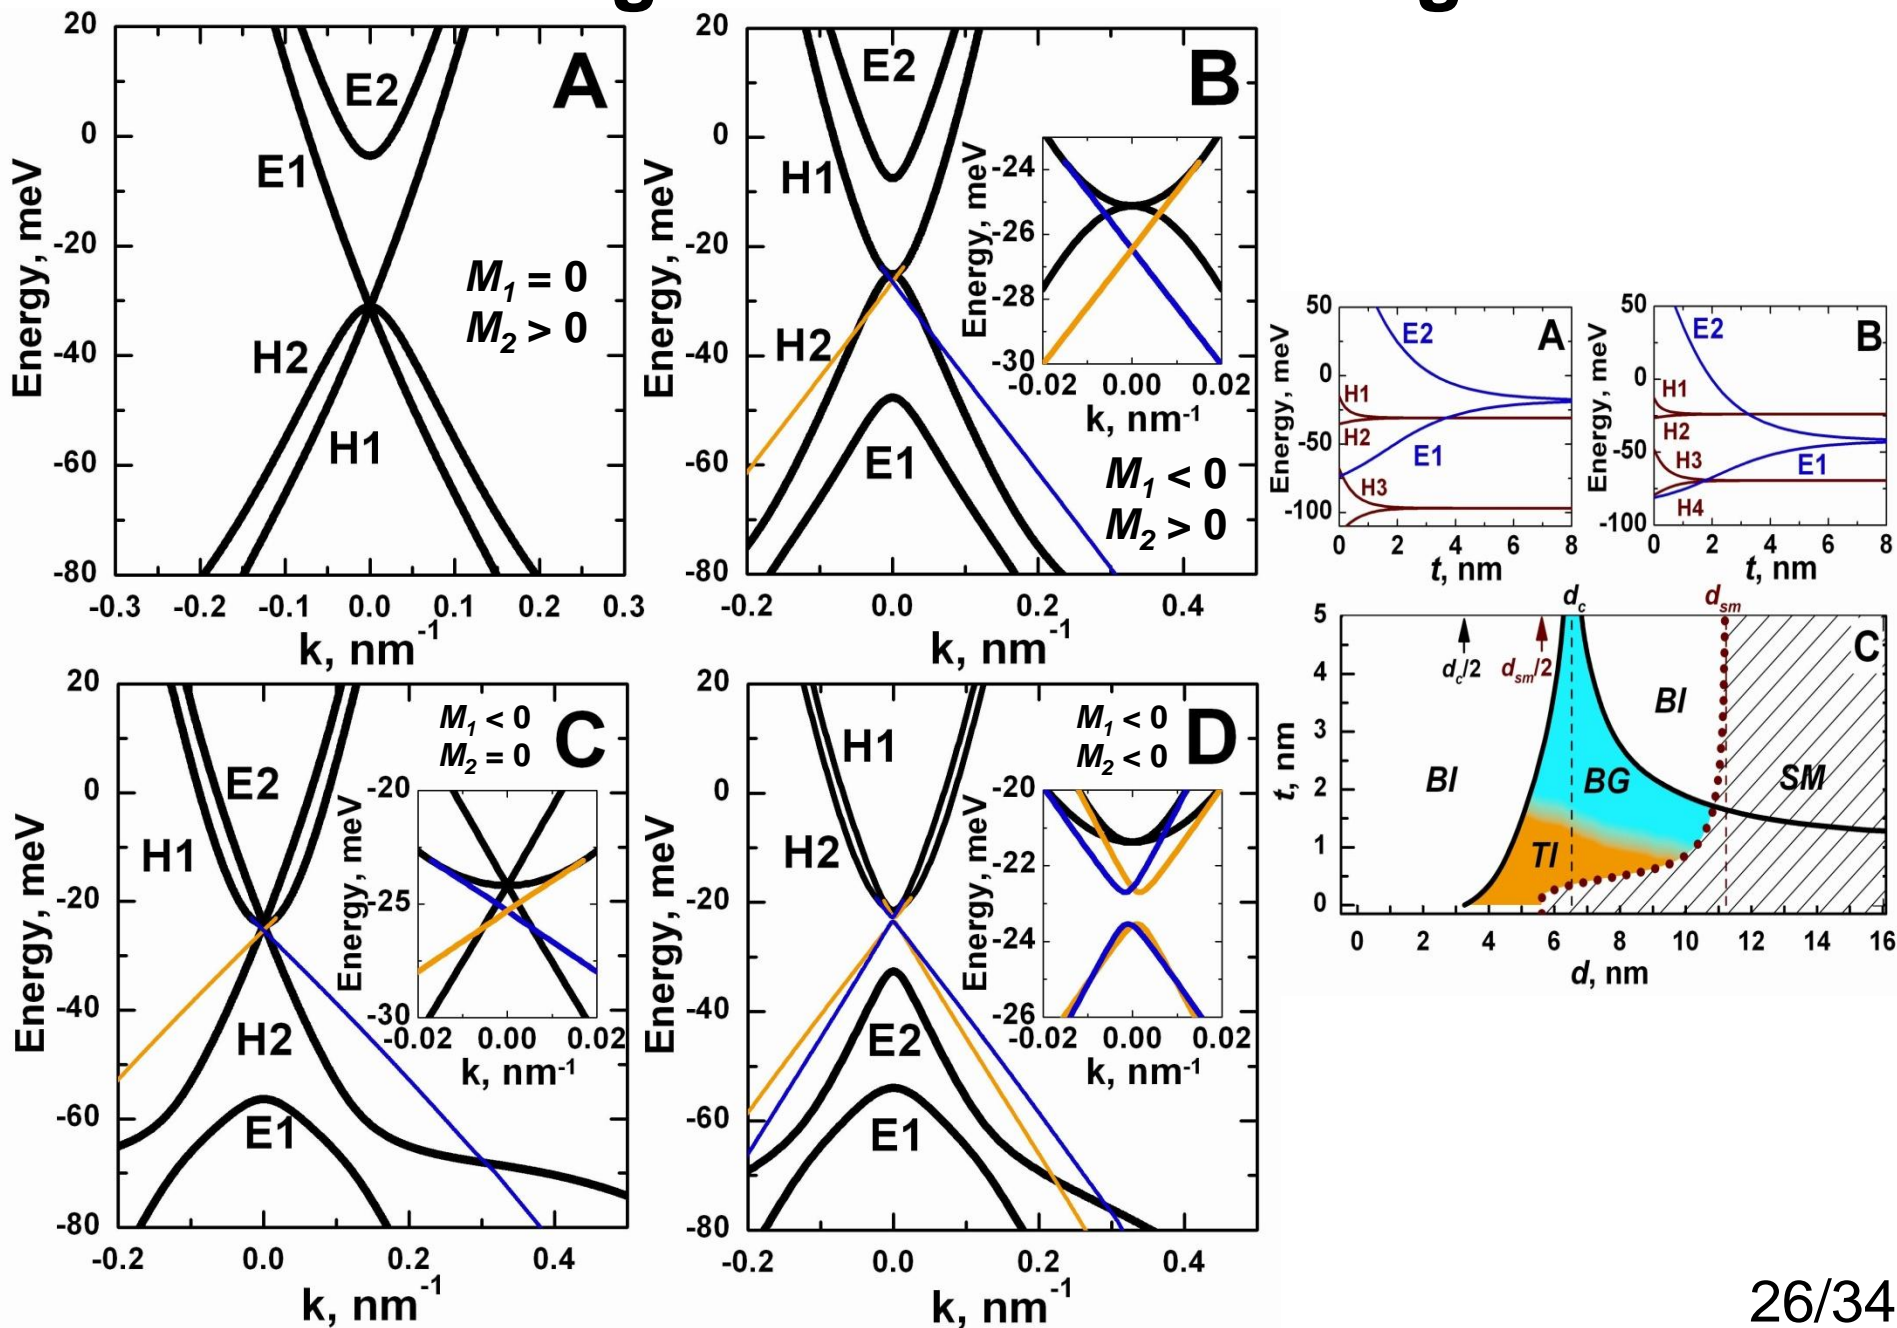 A
E2
E1
H2
H1
M1 = 0
M2 > 0
Energy, meV
20
0
-20
-40
-60
-80
-0.3 -0.2 -0.1 0.0 0.1 0.2 0.3
k, nm-1
B
E2
H1
H2
E1
M1 < 0
M2 > 0
Energy, meV
20
0
-20
-40
-60
-80
-0.2 0.0 0.2 0.4
k, nm-1
Energy, meV
-24
-26
-28
-30
-0.02 0.00 0.02
k, nm-1
C
M1 < 0
M2 = 0
E2
H1
H2
E1
Energy, meV
20
0
-20
-40
-60
-80
-0.2 0.0 0.2 0.4
k, nm-1
Energy, meV
-20
-25
-30
-0.02 0.00 0.02
k, nm-1
D
M1 < 0
M2 < 0
H1
H2
E2
E1
Energy, meV
20
0
-20
-40
-60
-80
-0.2 0.0 0.2 0.4
k, nm-1
Energy, meV
-20
-22
-24
-26
-0.02 0.00 0.02
k, nm-1
A
E2
H1
H2
E1
H3
Energy, meV
50
0
-50
-100
0 2 4 6 8
t, nm
B
E2
H1
H2
H3
E1
H4
Energy, meV
50
0
-50
-100
0 2 4 6 8
t, nm
dc dsm
C
dc/2 dsm/2
BI
BI BG SM
TI
t, nm
5
4
3
2
1
0
0 2 4 6 8 10 12 14 16
d, nm
26/34